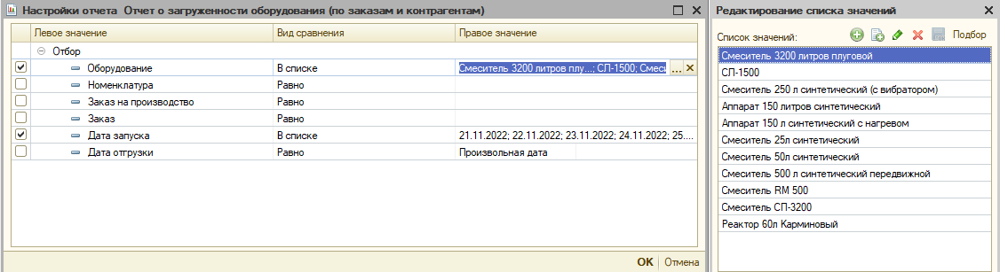 Настройки отчета Отчет о загруженности оборудования (по заказам и контрагентам)
Левое значение Вид сравнения Правое значение
Отбор
Оборудование В списке Смеситель 3200 литров плу...; СЛ-1500; Смеси
Номенклатура Равно
Заказ на производство Равно
Заказ Равно
Дата запуска В списке 21.11.2022; 22.11.2022; 23.11.2022; 24.11.2022; 25....
Дата отгрузки Равно Произвольная дата
OK Отмена
Редактирование списка значений
Список значений: Подбор
Смеситель 3200 литров плуговой
СЛ-1500
Смеситель 250 л синтетический (с вибратором)
Аппарат 150 литров синтетический
Аппарат 150 л синтетический с нагревом
Смеситель 25л синтетический
Смеситель 50л синтетический
Смеситель 500 л синтетический передвижной
Смеситель RM 500
Смеситель СП-3200
Реактор 60л Карминовый